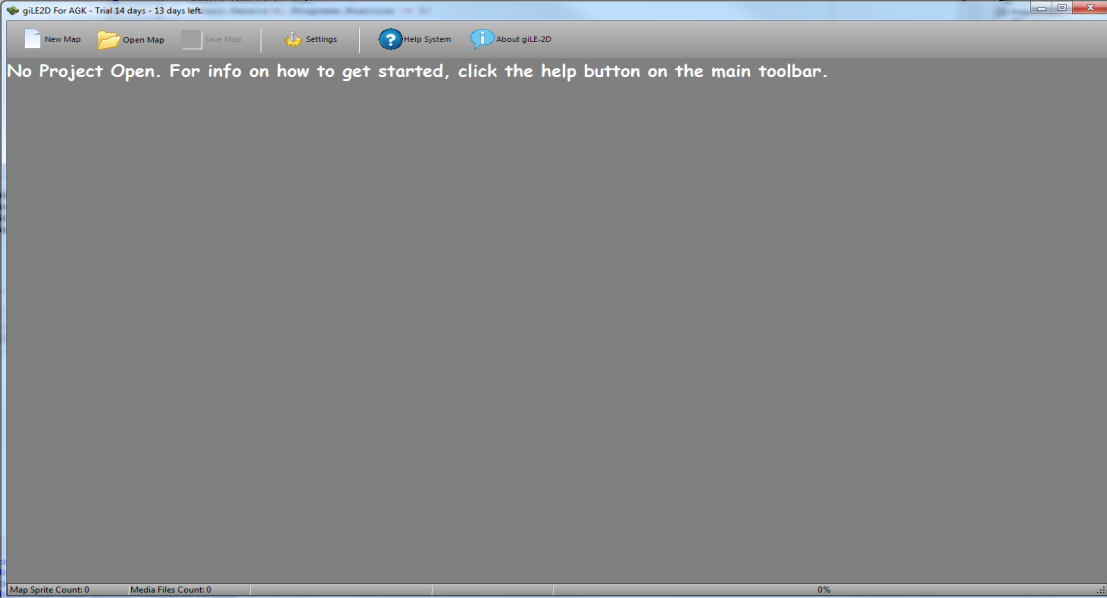 giLE2D For AGK - Trial 14 days - 13 days left.
New Map Open Map Save Map Settings Help System About giLE-2D
No Project Open. For info on how to get started, click the help button on the main toolbar.
Map Sprite Count: 0 Media Files Count: 0 0%